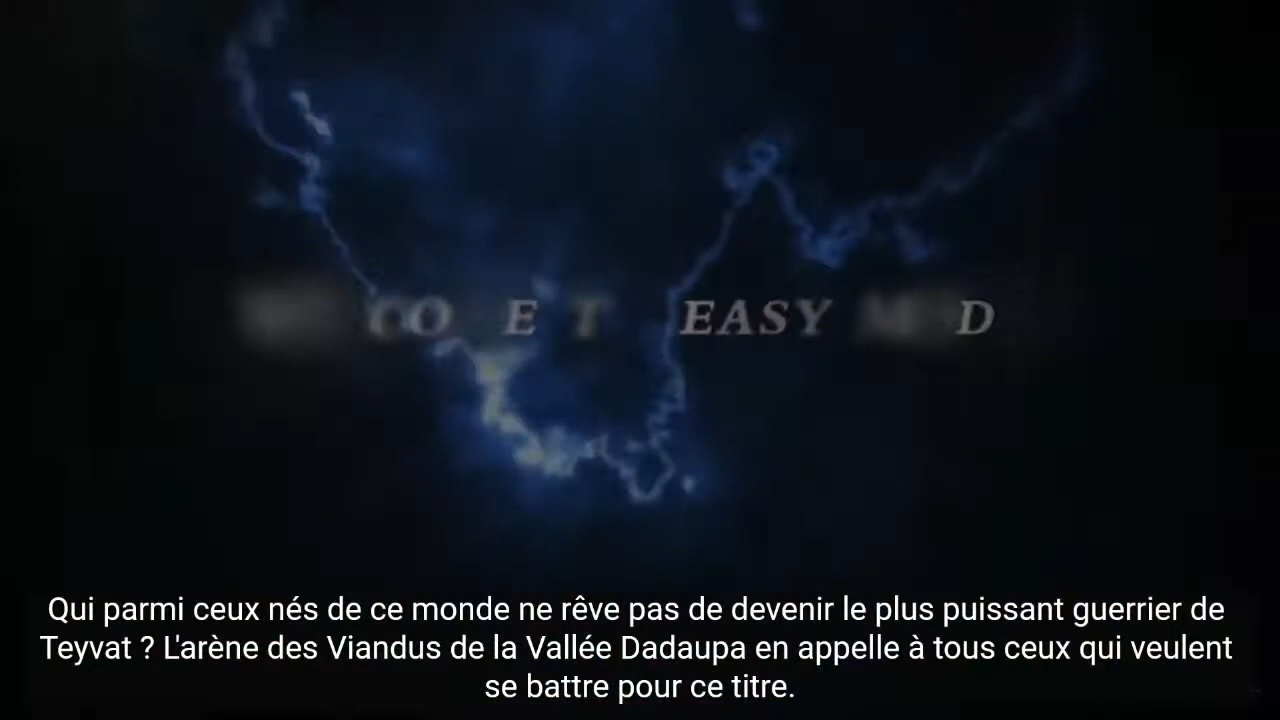 CO E T EASY D
Qui parmi ceux nés de ce monde ne rêve pas de devenir le plus puissant guerrier de
Teyvat ? L'arène des Viandus de la Vallée Dadaupa en appelle à tous ceux qui veulent
se battre pour ce titre.